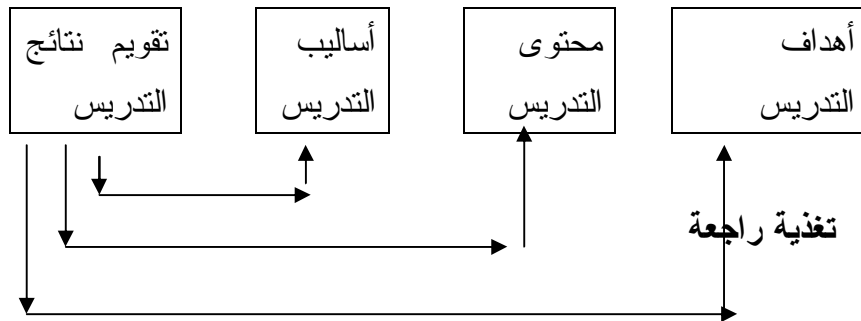 أهداف
التدريس
محتوى
التدريس
أساليب
التدريس
تقويم نتائج
التدريس
تغذية راجعة